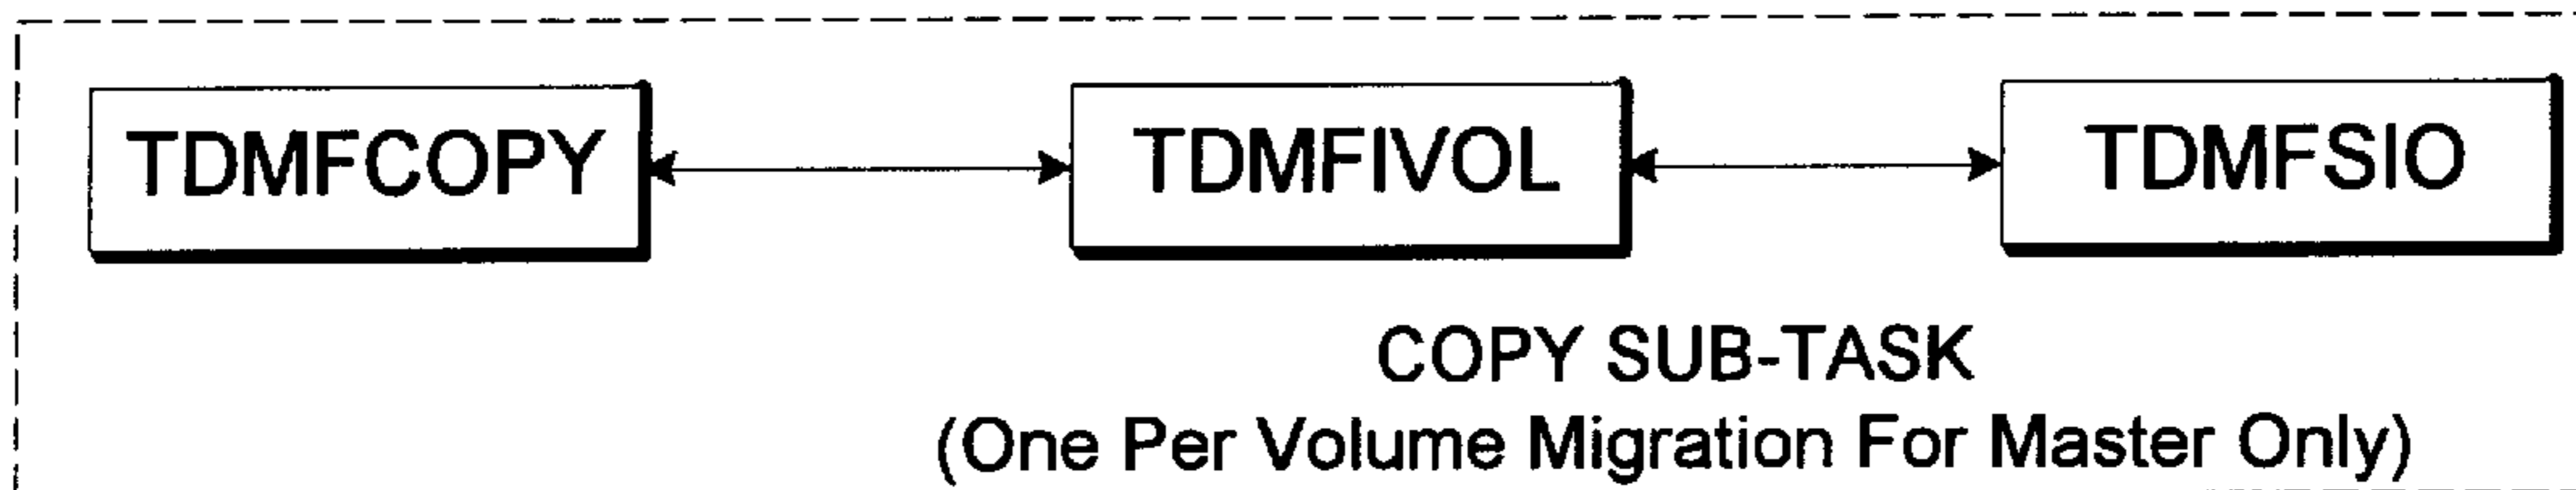 TDMFCOPY TDMFIVOL TDMFSIO
COPY SUB-TASK
(One Per Volume Migration For Master Only)